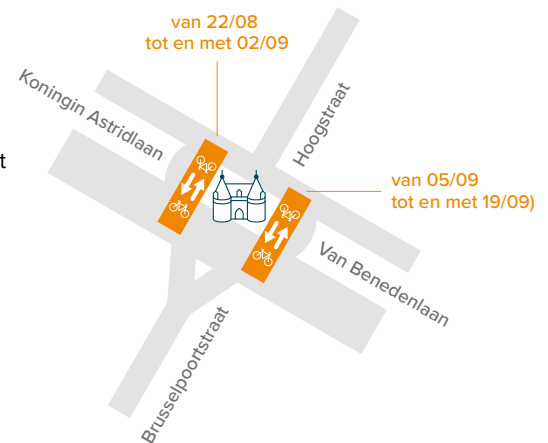 van 22/08
tot en met 02/09
Koningin Astridlaan
Hoogstraat
t
van 05/09
tot en met 19/09)
Van Benedenlaan
Brusselpoortstraat